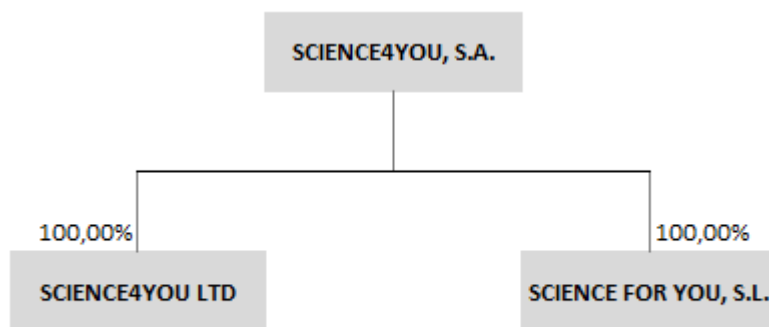 SCIENCE4YOU, S.A.
100,00% 100,00%
SCIENCE4YOU LTD SCIENCE FOR YOU, S.L.